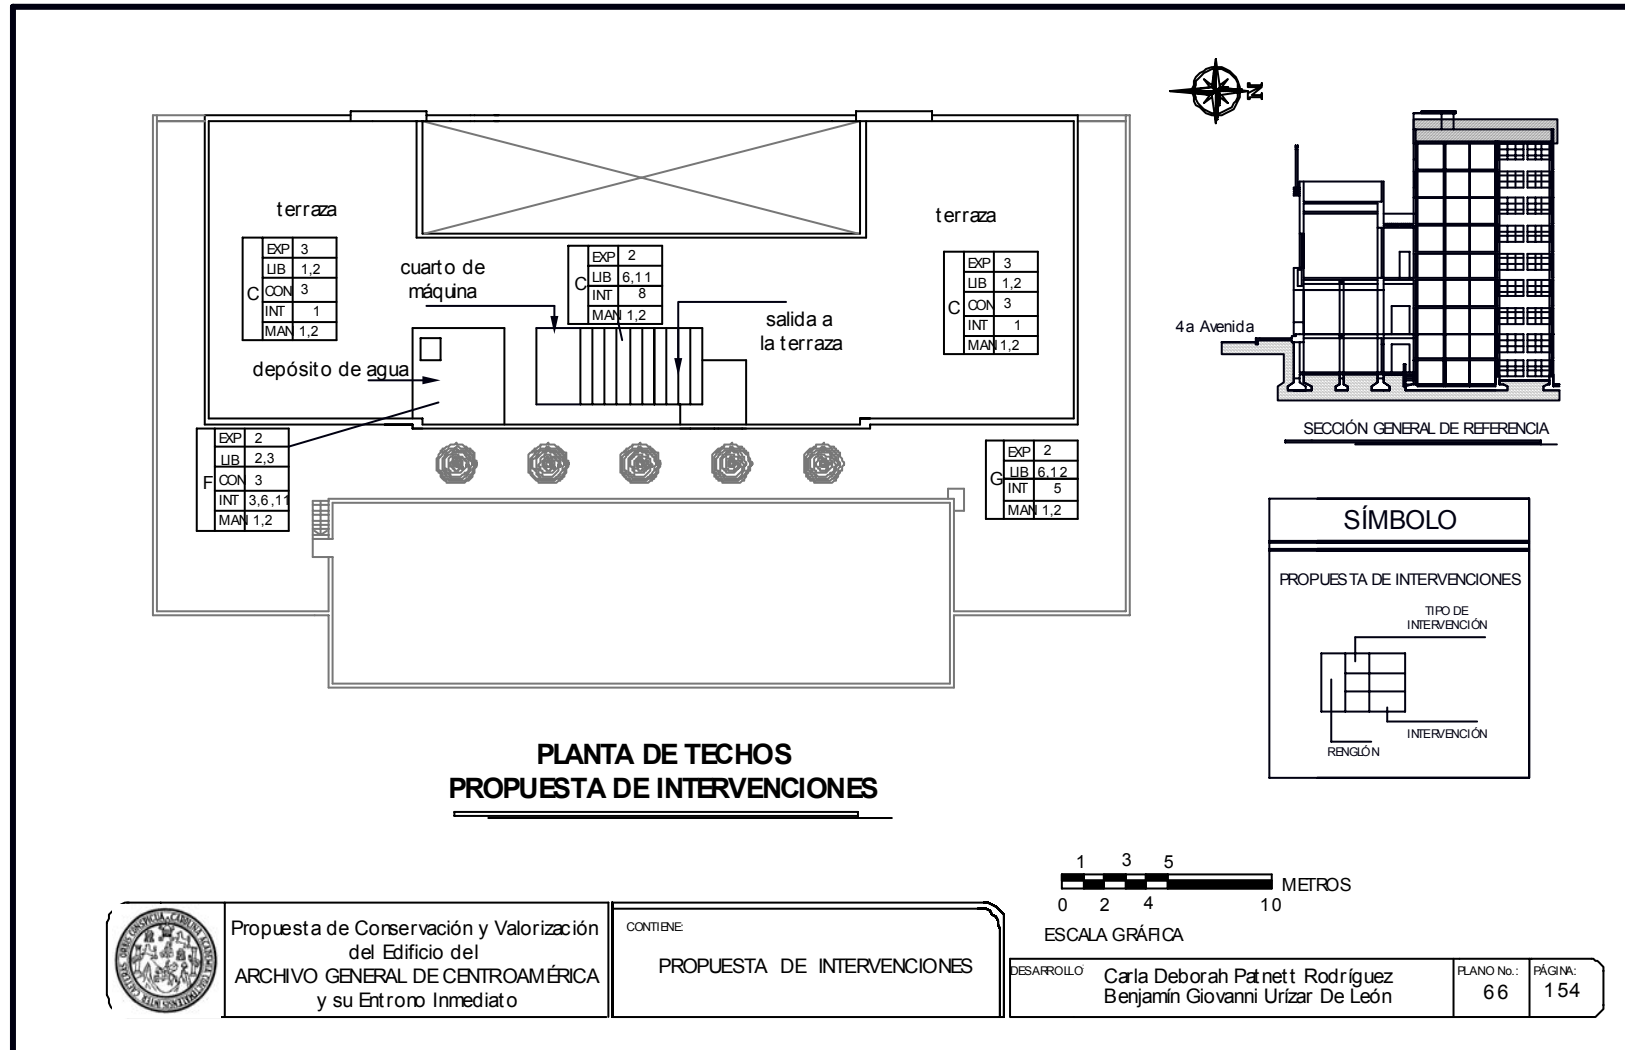 N
terraza
C
EXP 3
LIB 1,2
CON 3
INT 1
MAN 1,2
cuarto de
máquina
C
EXP 2
LIB 6,11
INT 8
MAN 1,2
salida a
la terraza
terraza
C
EXP 3
LIB 1,2
CON 3
INT 1
MAN 1,2
depósito de agua
F
EXP 2
LIB 2,3
CON 3
INT 3,6,11
MAN 1,2
G
EXP 2
LIB 6,12
INT 5
MAN 1,2
4a Avenida
SECCIÓN GENERAL DE REFERENCIA
SÍMBOLO
PROPUESTA DE INTERVENCIONES
TIPO DE
INTERVENCIÓN
INTERVENCIÓN
RENGLÓN
PLANTA DE TECHOS
PROPUESTA DE INTERVENCIONES
1 3 5
METROS
0 2 4 10
ESCALA GRÁFICA
Propuesta de Conservación y Valorización
del Edificio del
ARCHIVO GENERAL DE CENTROAMÉRICA
y su Entrono Inmediato
CONTIENE:
PROPUESTA DE INTERVENCIONES
DESARROLLO
Carla Deborah Patnett Rodríguez
Benjamín Giovanni Urízar De León
PLANO No.:
66
PÁGINA:
154